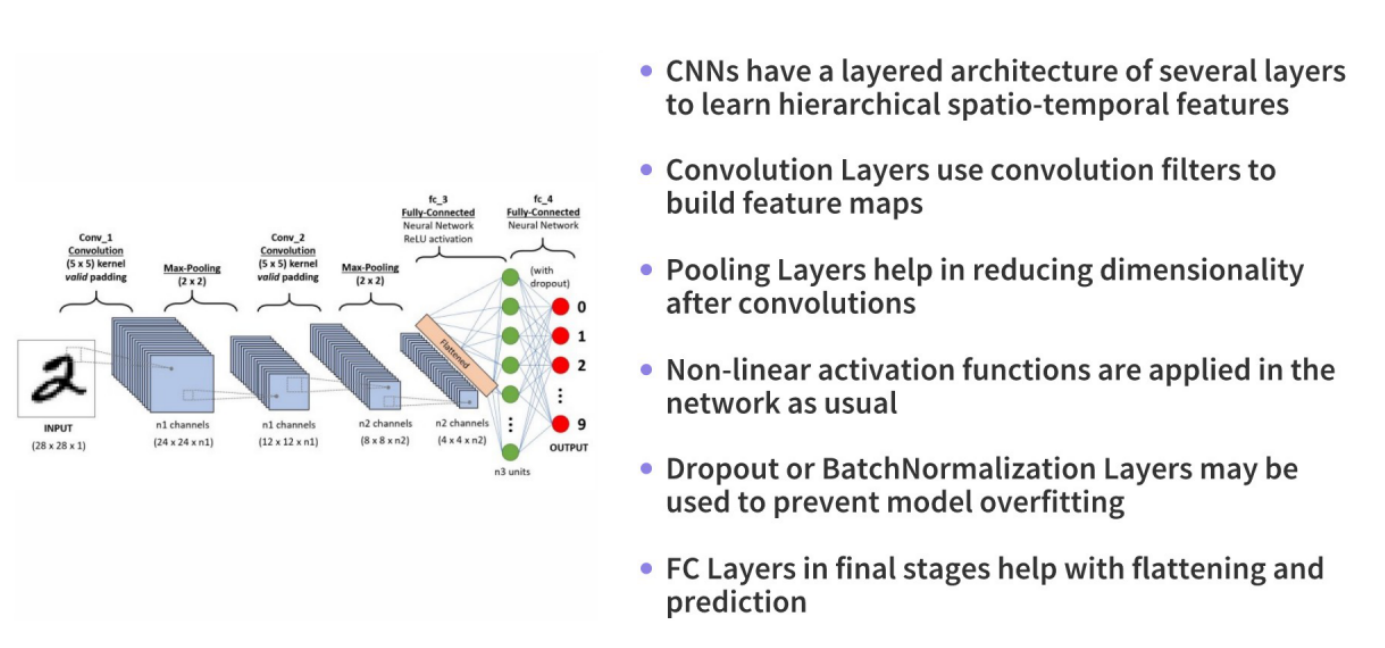 fc_3
Fully-Connected
Neural Network
ReLU activation
fc_4
Fully-Connected
Neural Network
Conv_1
Convolution
(5 x 5) kernel
valid padding
Max-Pooling
(2 x 2)
Conv_2
Convolution
(5 x 5) kernel
valid padding
Max-Pooling
(2 x 2)
(with
dropout)
0
1
2
9
2
Flattened
INPUT
(28 x 28 x 1)
n1 channels
(24 x 24 x n1)
n1 channels
(12 x 12 x n1)
n2 channels
(8 x 8 x n2)
n2 channels
(4 x 4 x n2)
OUTPUT
n3 units
• CNNs have a layered architecture of several layers
to learn hierarchical spatio-temporal features
• Convolution Layers use convolution filters to
build feature maps
• Pooling Layers help in reducing dimensionality
after convolutions
• Non-linear activation functions are applied in the
network as usual
• Dropout or BatchNormalization Layers may be
used to prevent model overfitting
• FC Layers in final stages help with flattening and
prediction